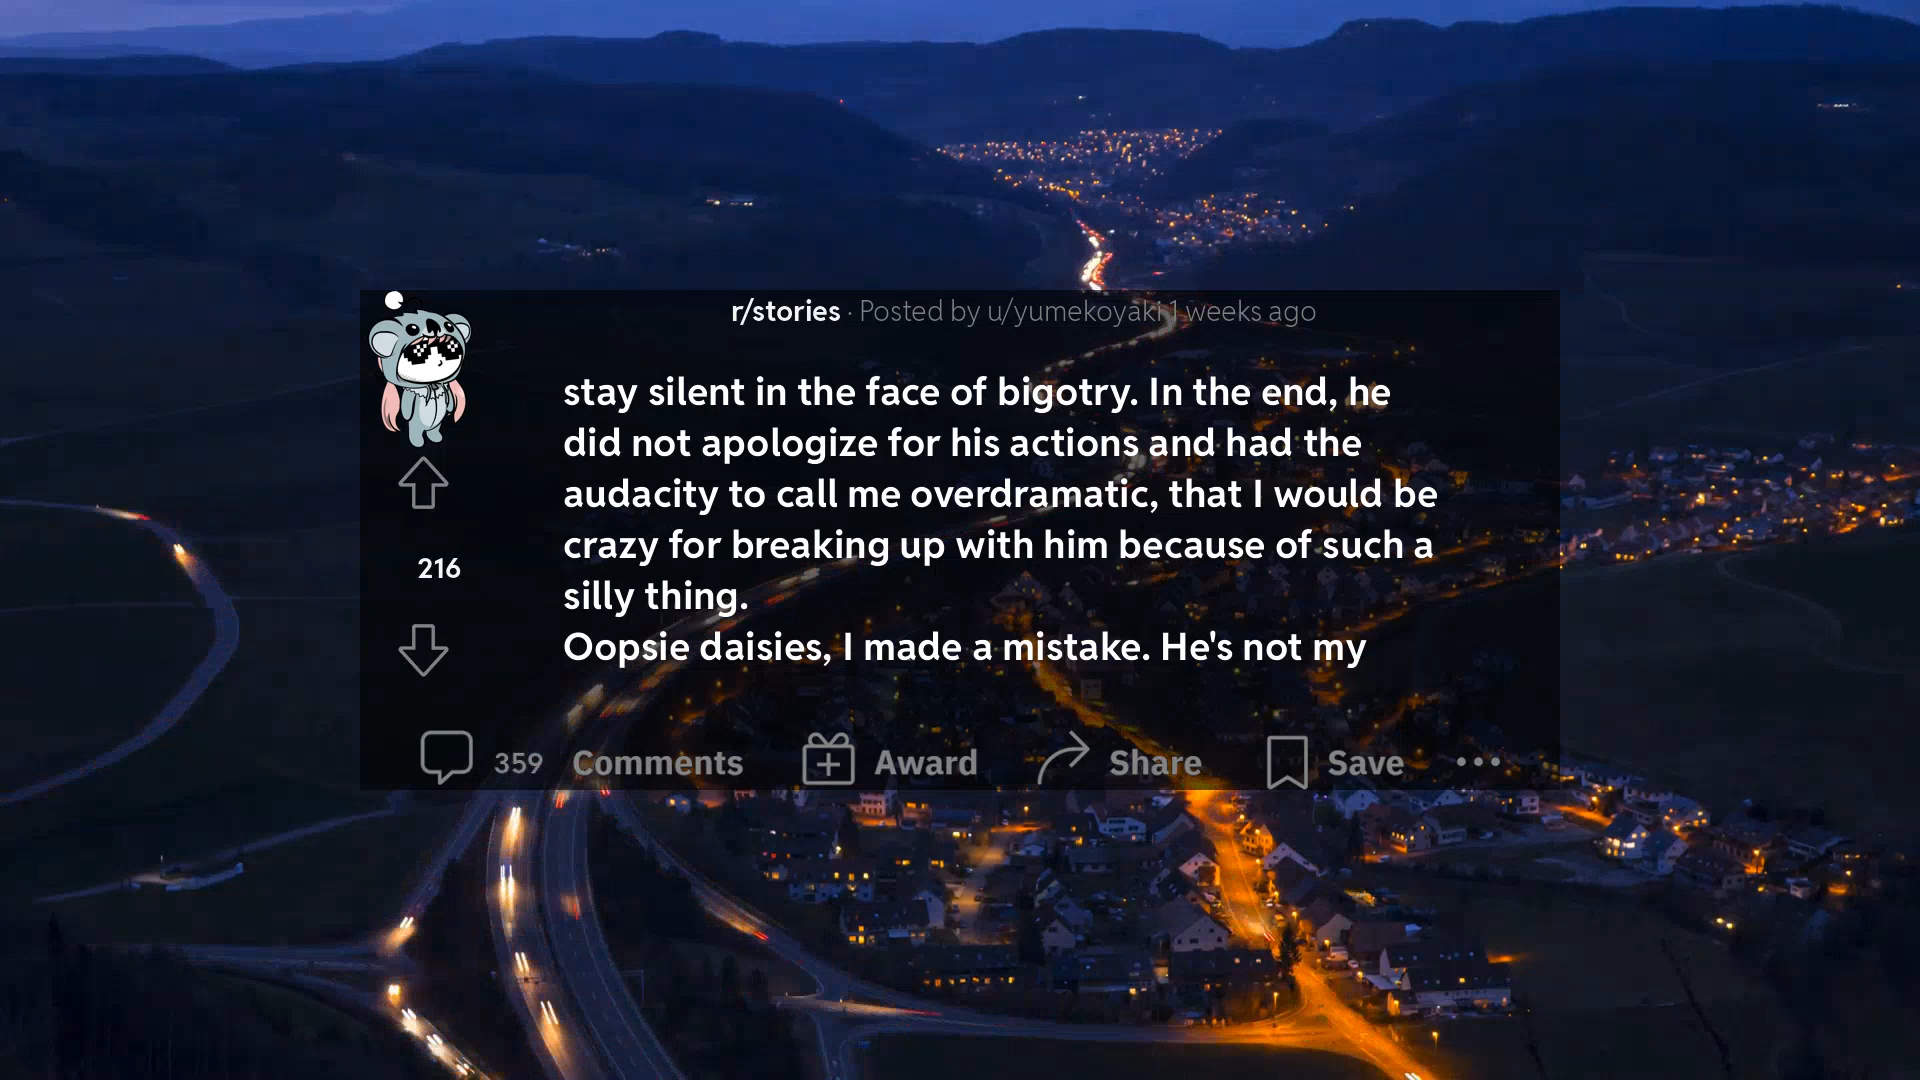 r/stories · Posted by u/yumekoyaki 1 weeks ago
stay silent in the face of bigotry. In the end, he
did not apologize for his actions and had the
audacity to call me overdramatic, that I would be
crazy for breaking up with him because of such a
silly thing.
Oopsie daisies, I made a mistake. He's not my
216
359 Comments Award Share Save